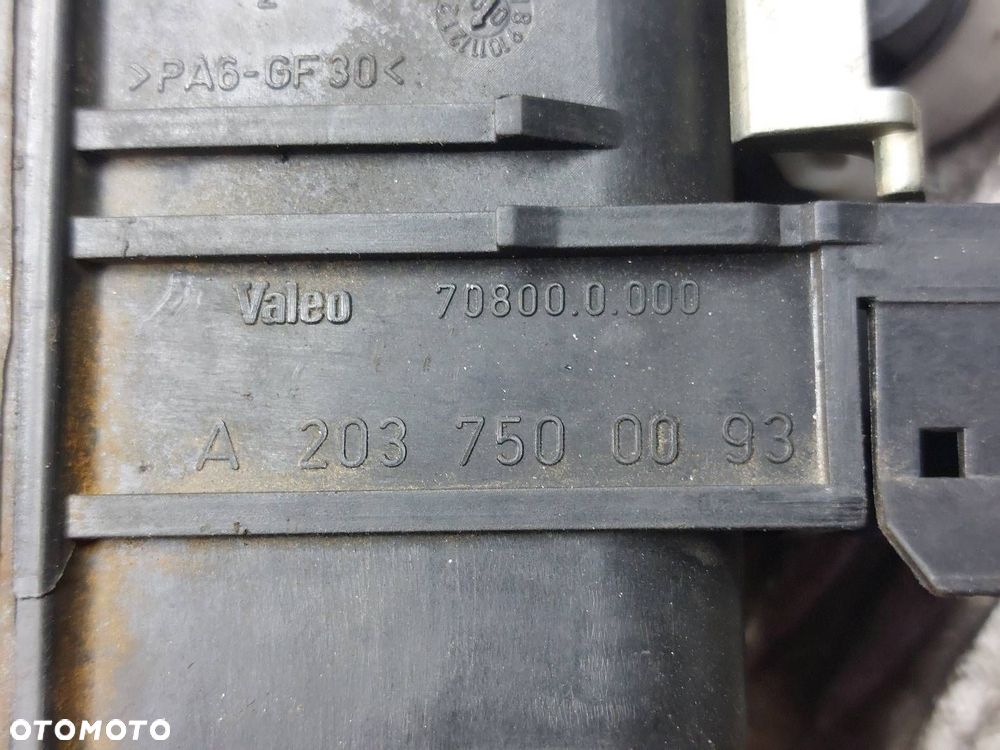 >PA6-GF30<
Valeo 70800.0.000
A 203 750 00 93
OTOMOTO